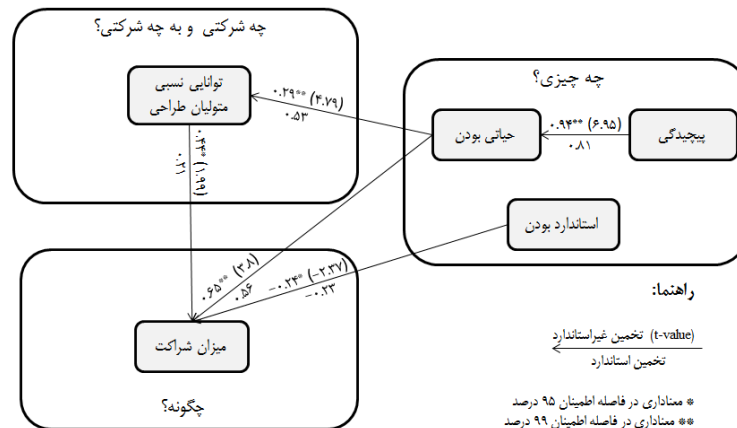 چه شرکتی و به چه شرکتی؟
توانایی نسبی
متولیان طراحی
۰.۲۹** (۴.۷۹)
۰.۵۳
چه چیزی؟
پیچیدگی
۰.۹۴** (۶.۹۵)
۰.۸۱
حیاتی بودن
استاندارد بودن
۰.۴۴* (۱.۹۹)
۰.۲۱
۰.۶۵** (۳.۸)
۰.۵۶
-۰.۲۴* (-۲.۳۷)
-۰.۲۳
میزان شراکت
چگونه؟
راهنما:
تخمین غیراستاندارد (t-value)
تخمین استاندارد
* معناداری در فاصله اطمینان ۹۵ درصد
** معناداری در فاصله اطمینان ۹۹ درصد